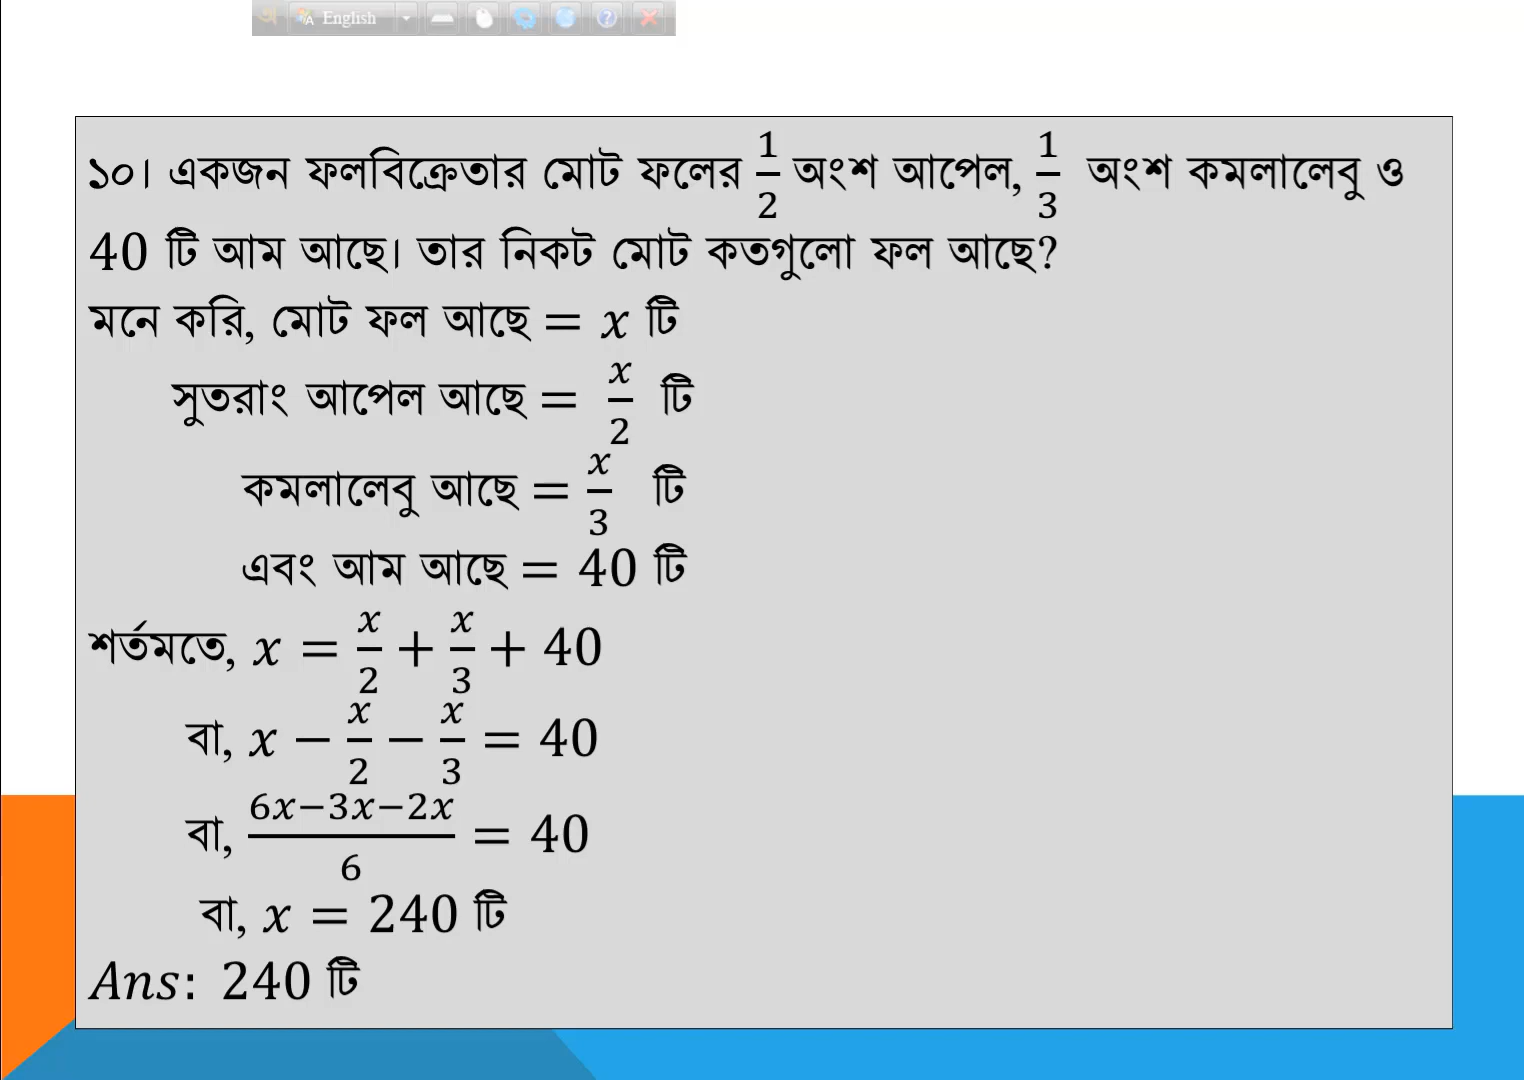 English
১০। একজন ফলবিক্রেতার মোট ফলের 1/2 অংশ আপেল, 1/3 অংশ কমলালেবু ও
40 টি আম আছে। তার নিকট মোট কতগুলো ফল আছে?
মনে করি, মোট ফল আছে = x টি
সুতরাং আপেল আছে = x/2 টি
কমলালেবু আছে = x/3 টি
এবং আম আছে = 40 টি
শর্তমতে, x = x/2 + x/3 + 40
বা, x − x/2 − x/3 = 40
বা, (6x−3x−2x)/6 = 40
বা, x = 240 টি
Ans: 240 টি